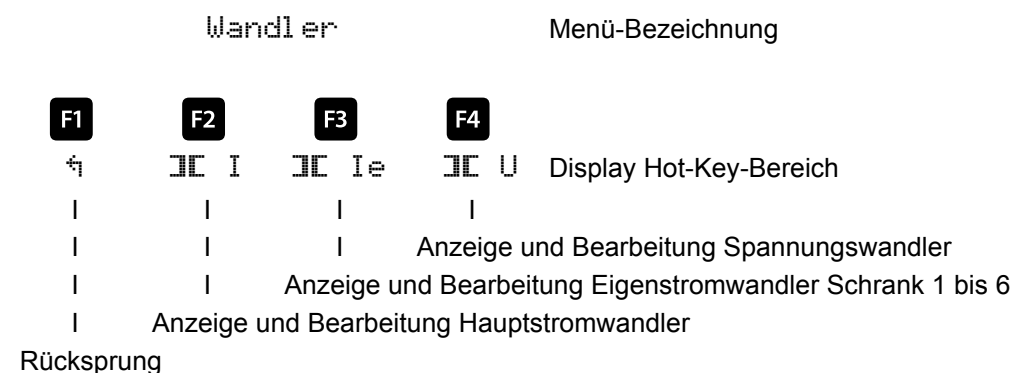 Wandler Menü-Bezeichnung
F1 F2 F3 F4
↰ ][ I ][ Ie ][ U Display Hot-Key-Bereich
Anzeige und Bearbeitung Spannungswandler
Anzeige und Bearbeitung Eigenstromwandler Schrank 1 bis 6
Anzeige und Bearbeitung Hauptstromwandler
Rücksprung